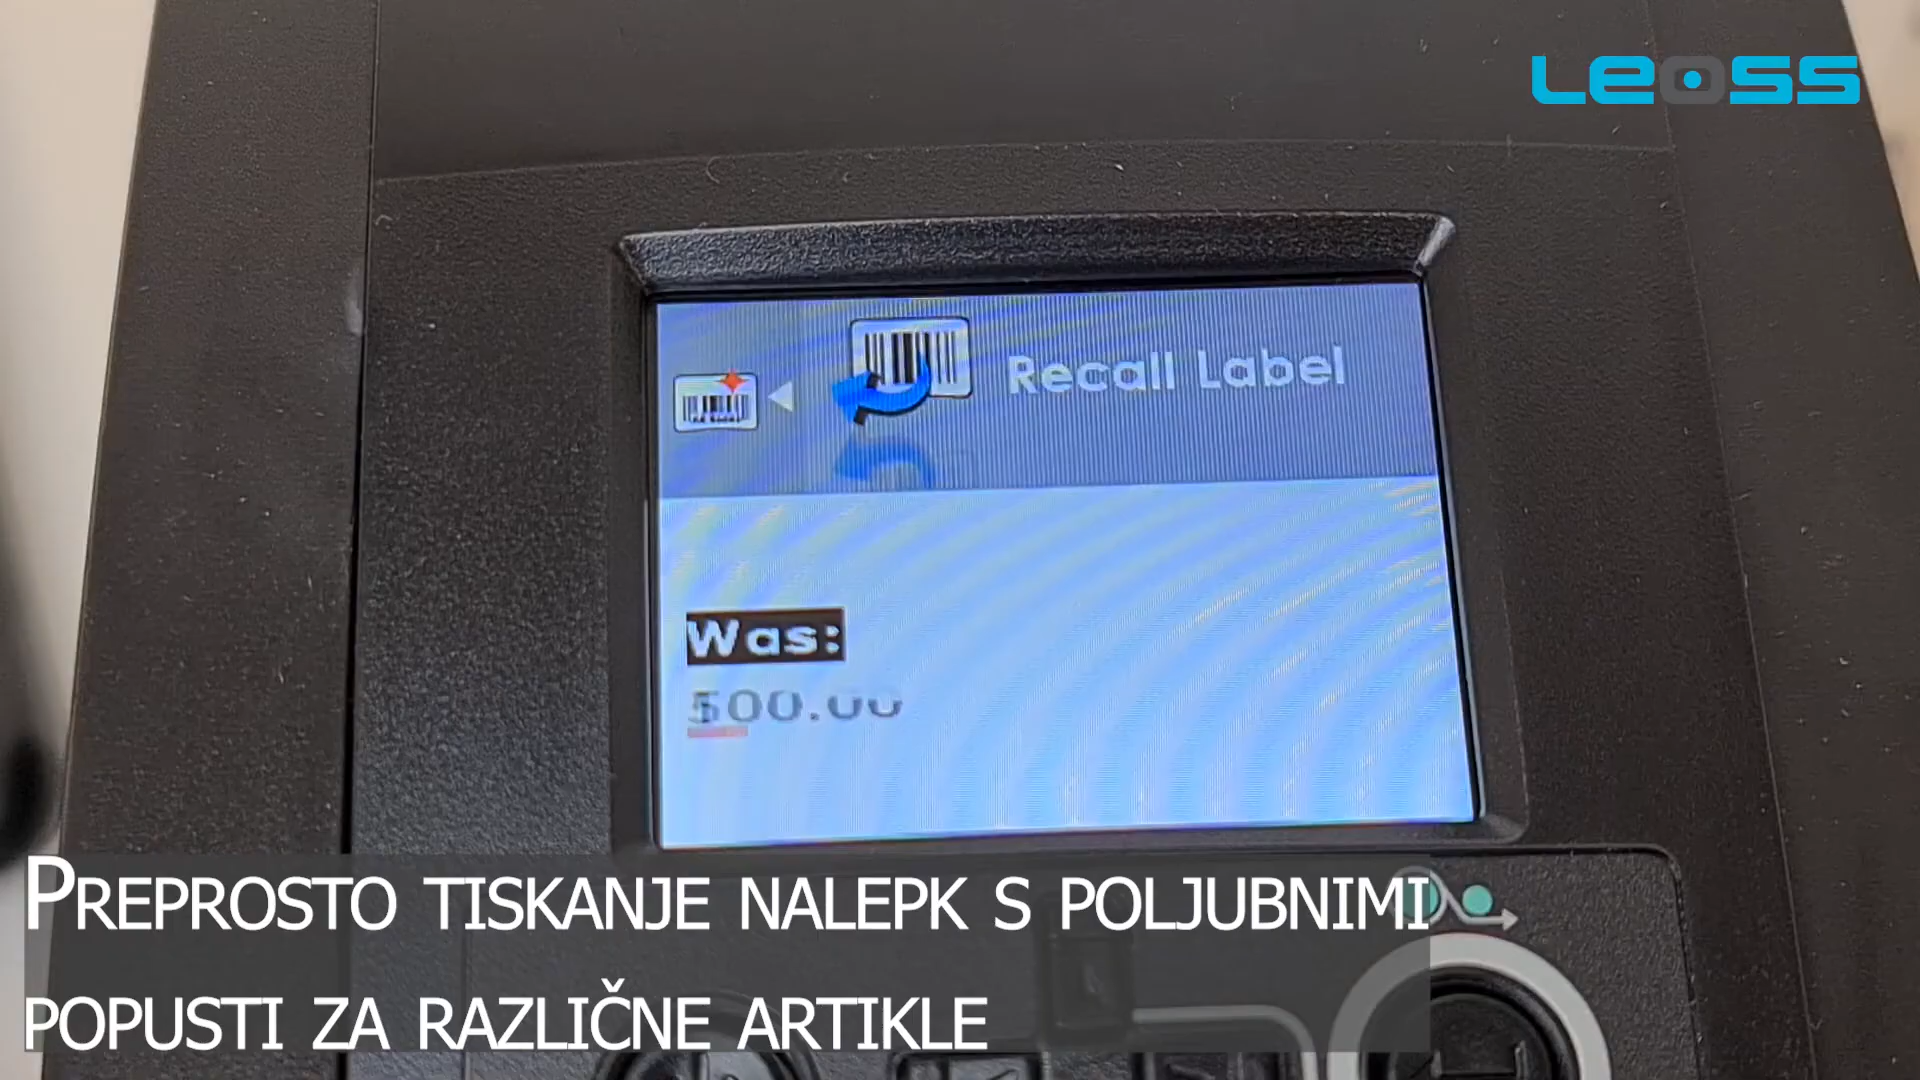 Leoss
Recall Label
Was:
500.00
PREPROSTO TISKANJE NALEPK S POLJUBNIMI
POPUSTI ZA RAZLIČNE ARTIKLE